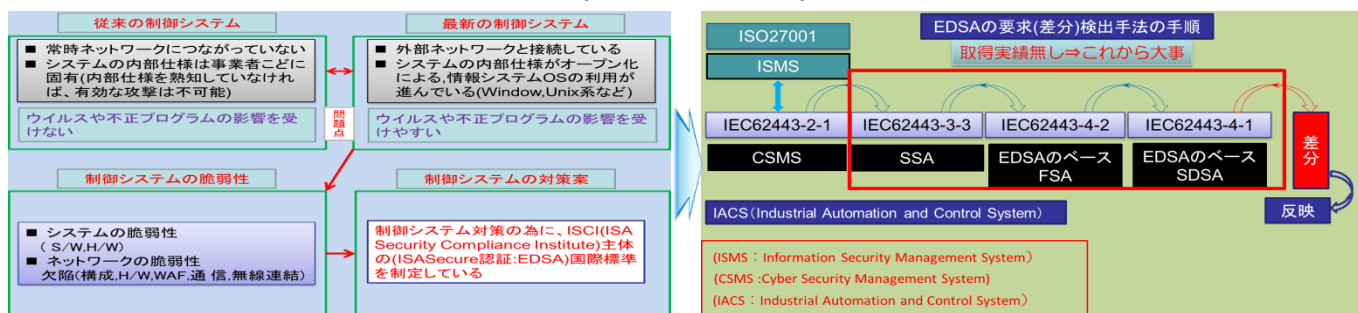 従来の制御システム
■ 常時ネットワークにつながっていない
■ システムの内部仕様は事業者ごとに
固有(内部仕様を熟知していなけれ
ば、有効な攻撃は不可能)
ウイルスや不正プログラムの影響を受
けない
問題点
最新の制御システム
■ 外部ネットワークと接続している
■ システムの内部仕様がオープン化
による,情報システムOSの利用が
進んでいる(Window,Unix系など)
ウイルスや不正プログラムの影響を受
けやすい
制御システムの脆弱性
■ システムの脆弱性
( S/W,H/W)
■ ネットワークの脆弱性
欠陥(構成,H/W,WAF,通 信,無線連結)
制御システムの対策案
制御システム対策の為に、ISCI(ISA
Security Compliance Institute)主体
の(ISASecure認証:EDSA)国際標準
を制定している
EDSAの要求(差分)検出手法の手順
取得実績無し⇒これから大事
ISO27001
ISMS
IEC62443-2-1
IEC62443-3-3
IEC62443-4-2
IEC62443-4-1
CSMS
SSA
EDSAのベース
FSA
EDSAのベース
SDSA
差分
反映
IACS(Industrial Automation and Control System)
(ISMS:Information Security Management System)
(CSMS :Cyber Security Management System)
(IACS:Industrial Automation and Control System)